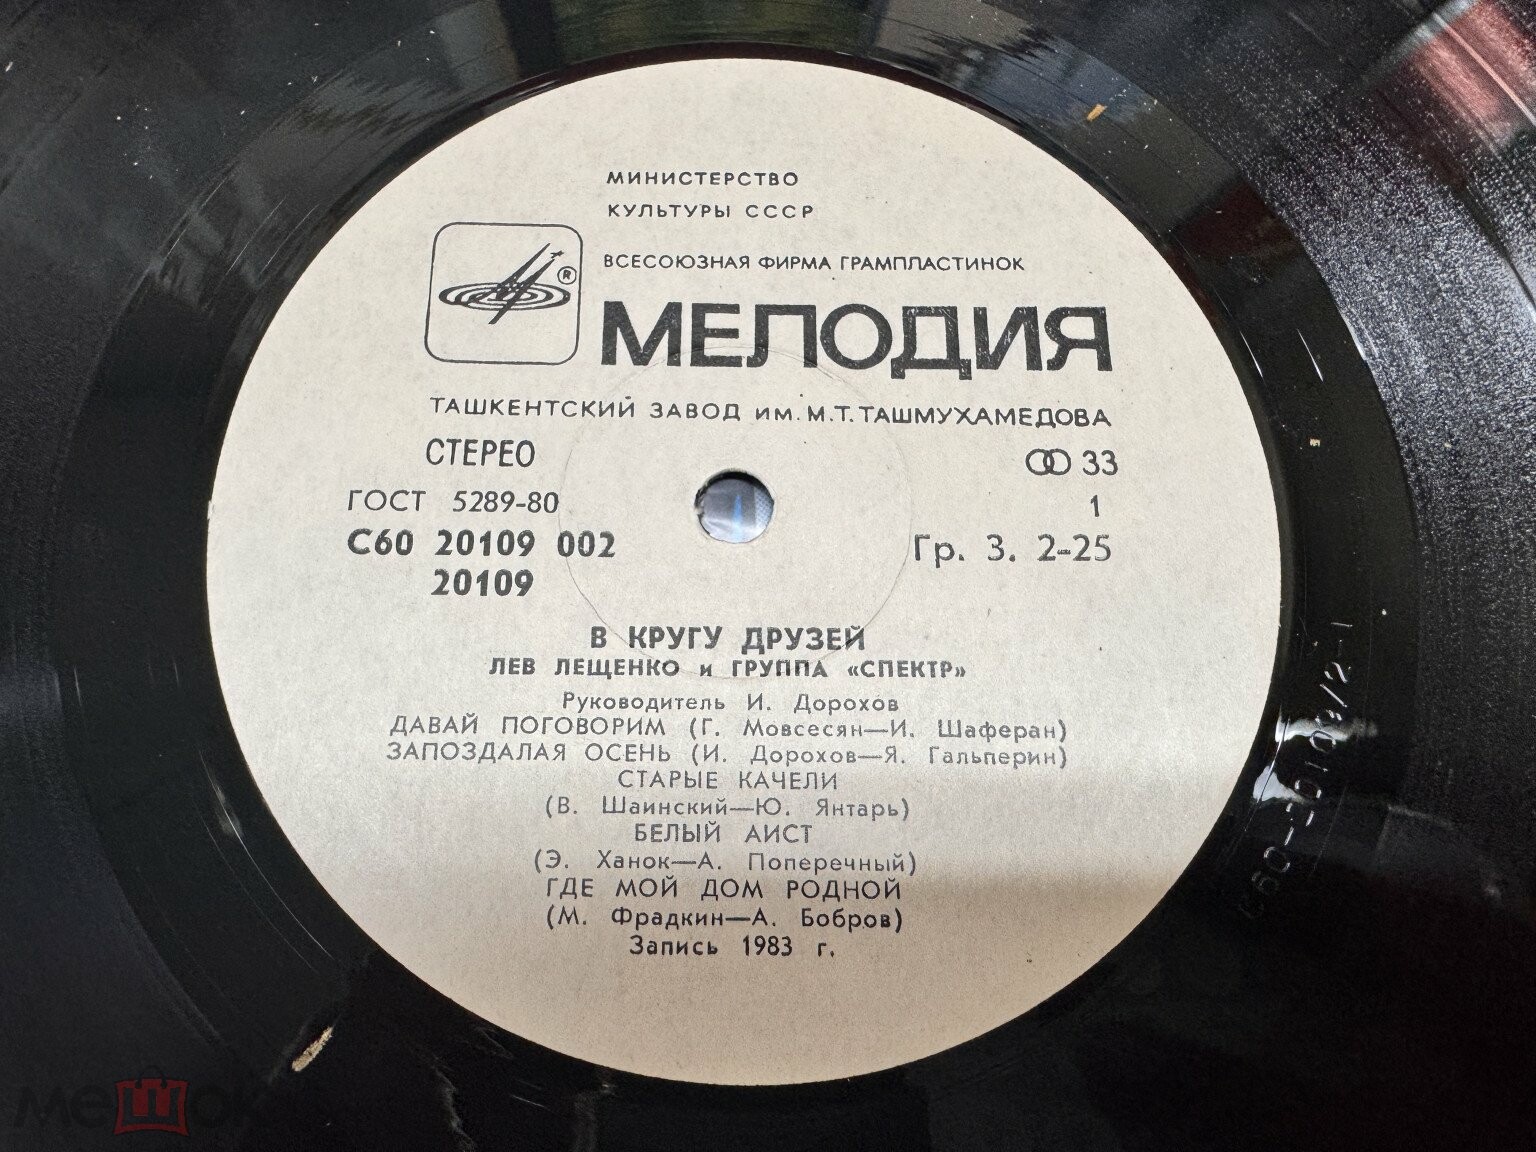 МИНИСТЕРСТВО
КУЛЬТУРЫ СССР
ВСЕСОЮЗНАЯ ФИРМА ГРАМПЛАСТИНОК
®
МЕЛОДИЯ
ТАШКЕНТСКИЙ ЗАВОД ИМ. М.Т. ТАШМУХАМЕДОВА
СТЕРЕО
33
ГОСТ 5289-80
1
С60 20109 002
Гр. 3. 2-25
20109
В КРУГУ ДРУЗЕЙ
ЛЕВ ЛЕЩЕНКО и ГРУППА «СПЕКТР»
Руководитель И. Дорохов
ДАВАЙ ПОГОВОРИМ (Г. Мовсесян—И. Шаферан)
ЗАПОЗДАЛАЯ ОСЕНЬ (И. Дорохов—Я. Гальперин)
СТАРЫЕ КАЧЕЛИ
(В. Шаинский—Ю. Янтарь)
БЕЛЫЙ АИСТ
(Э. Ханок—А. Поперечный)
ГДЕ МОЙ ДОМ РОДНОЙ
(М. Фрадкин—А. Бобров)
Запись 1983 г.
мешок